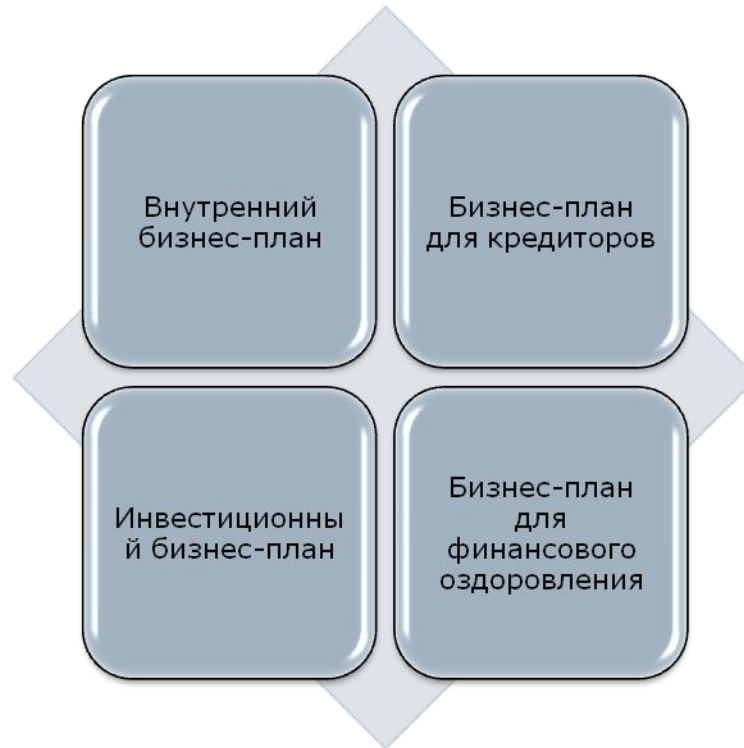 Внутренний
бизнес-план
Бизнес-план
для кредиторов
Инвестиционны
й бизнес-план
Бизнес-план
для
финансового
оздоровления